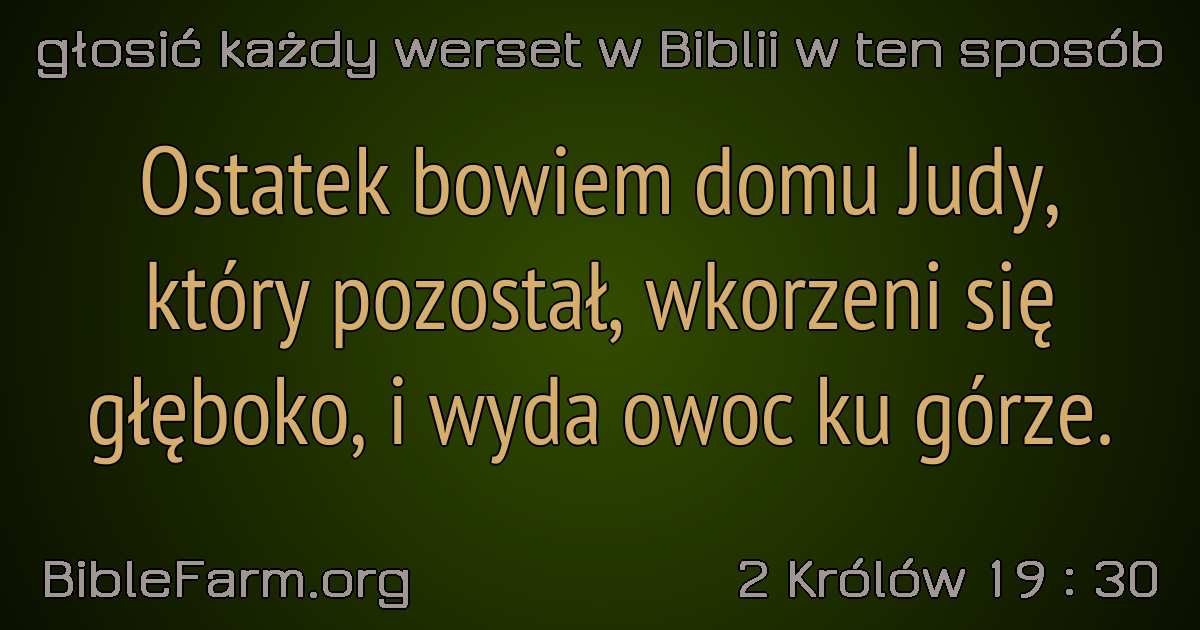 głosić każdy werset w Biblii w ten sposób
Ostatek bowiem domu Judy,
który pozostał, wkorzeni się
głęboko, i wyda owoc ku górze.
BibleFarm.org
2 Królów 19 : 30